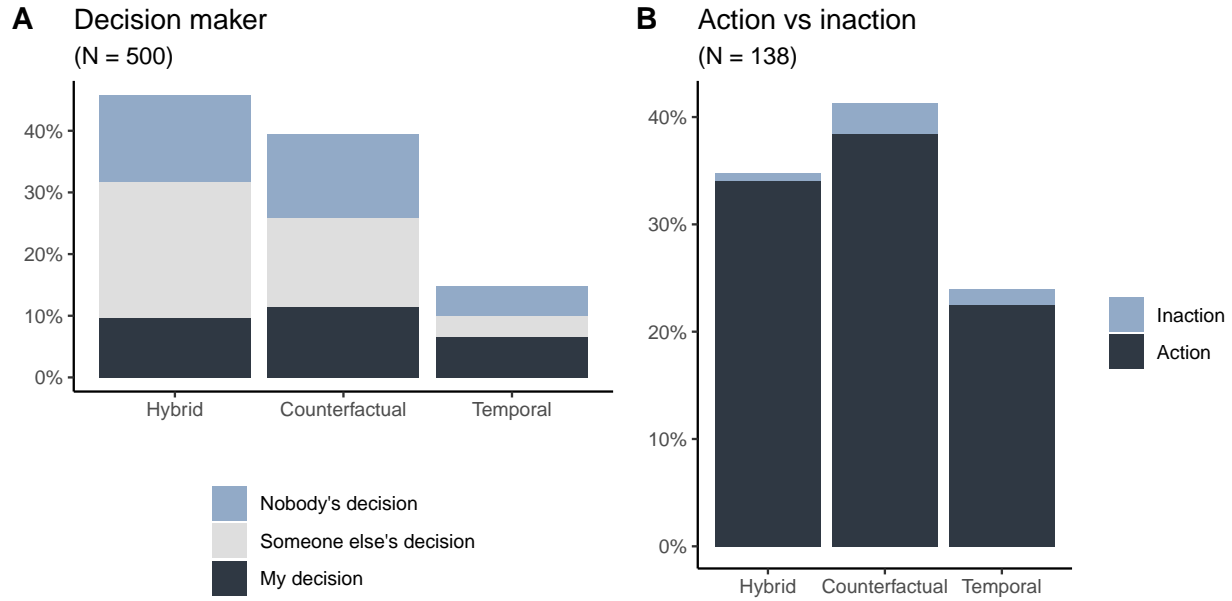 A Decision maker
(N = 500)
40%
30%
20%
10%
0%
Hybrid Counterfactual Temporal
Nobody's decision
Someone else's decision
My decision
B Action vs inaction
(N = 138)
40%
30%
20%
10%
0%
Hybrid Counterfactual Temporal
Inaction
Action